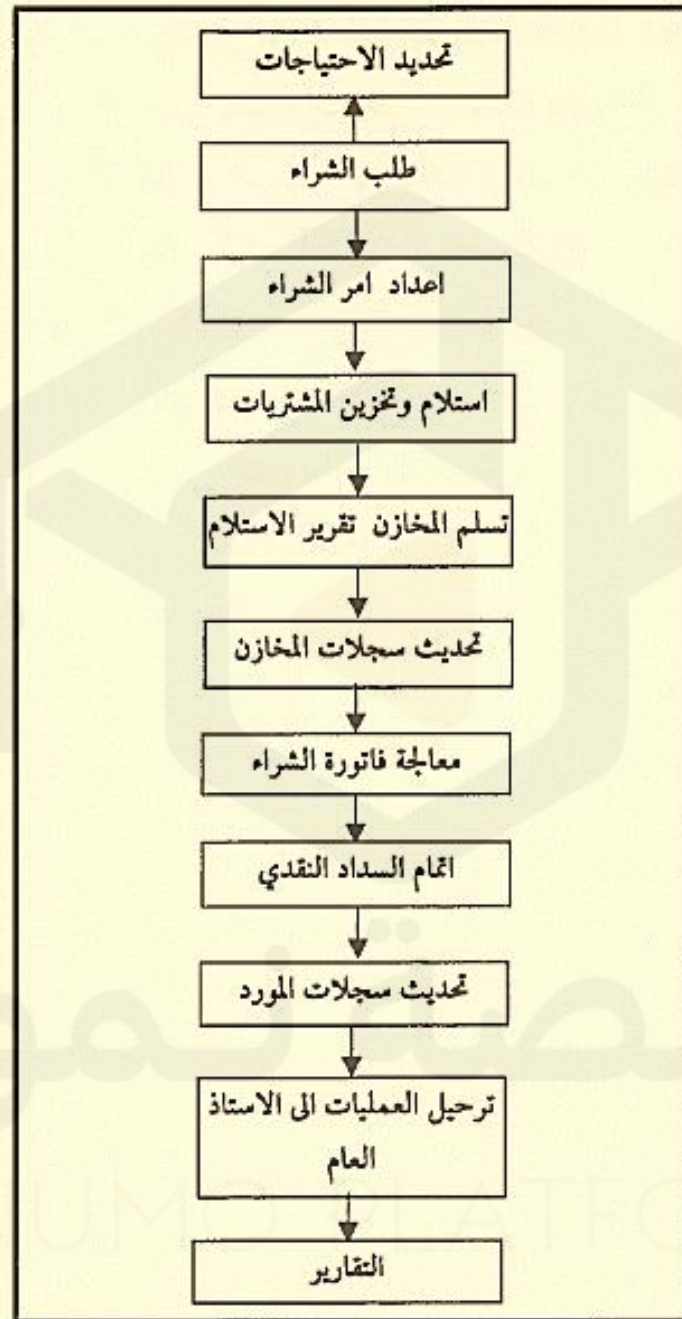 تحديد الاحتياجات
طلب الشراء
اعداد امر الشراء
استلام وتخزين المشتريات
تسلم المخازن تقرير الاستلام
تحديث سجلات المخازن
معالجة فاتورة الشراء
اتمام السداد النقدي
تحديث سجلات المورد
ترحيل العمليات الى الاستاذ
العام
التقارير